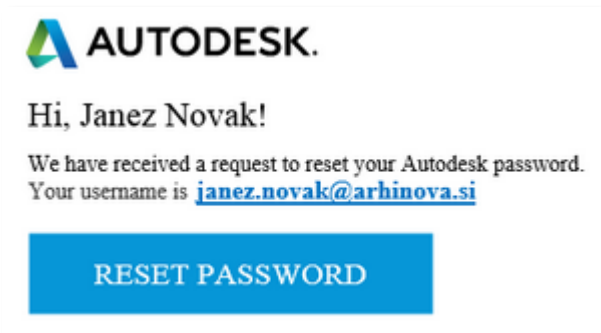 AUTODESK.
Hi, Janez Novak!
We have received a request to reset your Autodesk password.
Your username is janez.novak@arhinova.si
RESET PASSWORD